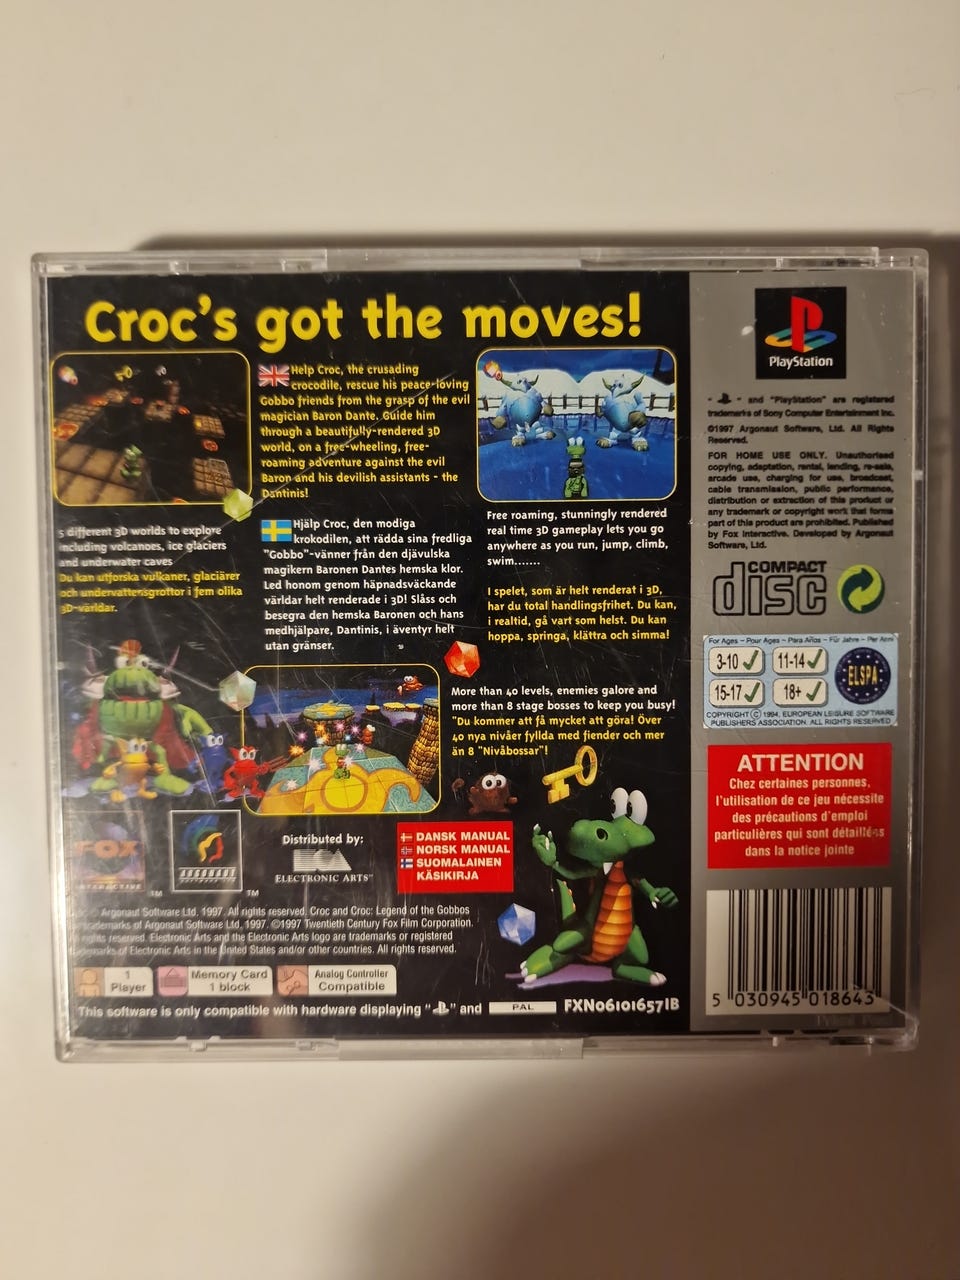 Croc's got the moves!
Help Croc, the crusading
crocodile, rescue his peace-loving
Gobbo friends from the grasp of the evil
magician Baron Dante. Guide him
through a beautifully-rendered 3D
world, on a free-wheeling, free-
roaming adventure against the evil
Baron and his devilish assistants - the
Dantinis!
Hjälp Croc, den modiga
krokodilen, att rädda sina fredliga
"Gobbo"-vänner från den djävulska
magikern Baronen Dantes hemska klor.
Led honom genom häpnadsväckande
världar helt renderade i 3D! Slåss och
besegra den hemska Baronen och hans
medhjälpare, Dantinis, i äventyr helt
utan gränser.
5 different 3D worlds to explore
including volcanoes, ice glaciers
and underwater caves
Du kan utforska vulkaner, glaciärer
och undervattensgrottor i fem olika
3D-världar.
Free roaming, stunningly rendered
real time 3D gameplay lets you go
anywhere as you run, jump, climb,
swim.......
I spelet, som är helt renderat i 3D,
har du total handlingsfrihet. Du kan,
i realtid, gå vart som helst. Du kan
hoppa, springa, klättra och simma!
More than 40 levels, enemies galore and
more than 8 stage bosses to keep you busy!
"Du kommer att få mycket att göra! Över
40 nya nivåer fyllda med fiender och mer
än 8 "Nivåbossar"!
FOX
INTERACTIVE
ARGONAUT
TM
TM
Distributed by:
ELECTRONIC ARTS™
DANSK MANUAL
NORSK MANUAL
SUOMALAINEN
KÄSIKIRJA
© Argonaut Software Ltd. 1997. All rights reserved. Croc and Croc: Legend of the Gobbos
trademarks of Argonaut Software Ltd, 1997. ©1997 Twentieth Century Fox Film Corporation.
rights reserved. Electronic Arts and the Electronic Arts logo are trademarks or registered
trademarks of Electronic Arts in the United States and/or other countries. All rights reserved.
1
Player
Memory Card
1 block
Analog Controller
Compatible
This software is only compatible with hardware displaying " " and PAL
FXN06101657IB
PlayStation
" " and "PlayStation" are registered
trademarks of Sony Computer Entertainment Inc.
©1997 Argonaut Software, Ltd. All Rights
Reserved.
FOR HOME USE ONLY. Unauthorised
copying, adaptation, rental, lending, re-sale,
arcade use, charging for use, broadcast,
cable transmission, public performance,
distribution or extraction of this product or
any trademark or copyright work that forms
part of this product are prohibited. Published
by Fox Interactive. Developed by Argonaut
Software, Ltd.
COMPACT
disc
For Ages – Pour Ages – Para Años – Für Jahre – Per Anni
3-10 11-14
15-17 18+
ELSPA
COPYRIGHT © 1994, EUROPEAN LEISURE SOFTWARE
PUBLISHERS ASSOCIATION. ALL RIGHTS RESERVED
ATTENTION
Chez certaines personnes,
l'utilisation de ce jeu nécessite
des précautions d'emploi
particulières qui sont détaillées
dans la notice jointe
5 030945 018643